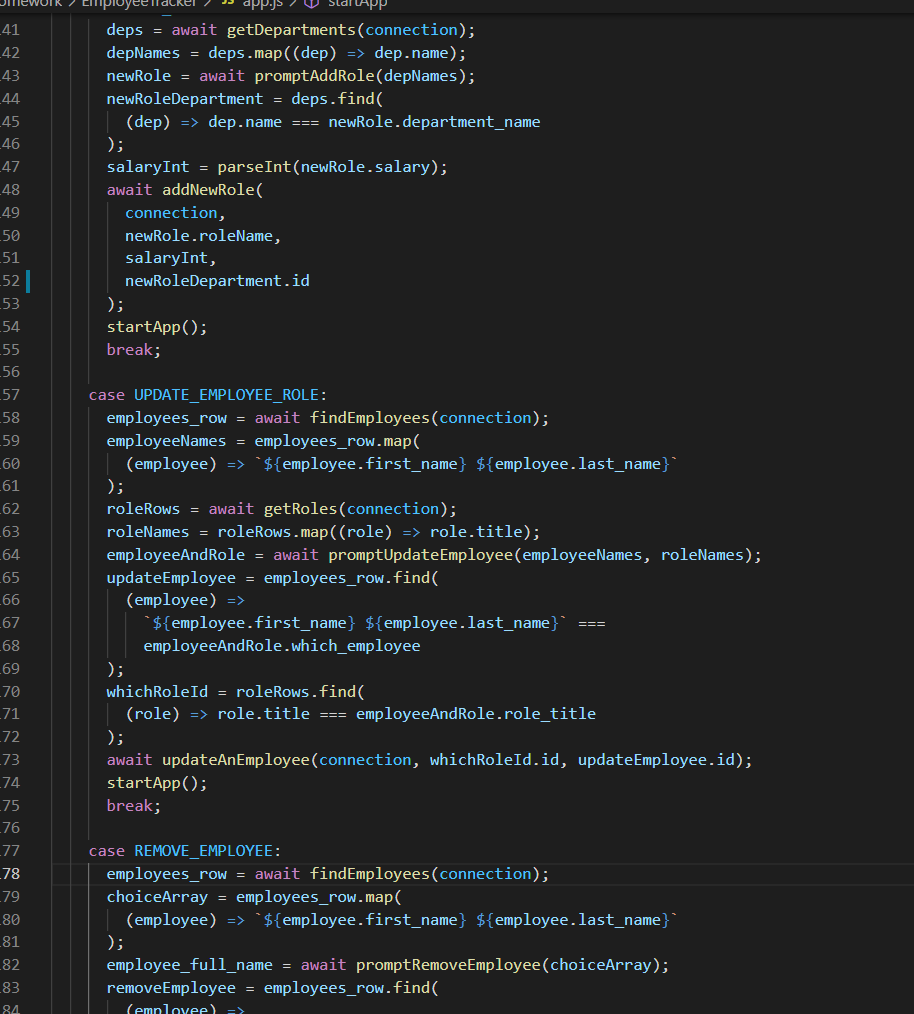 omework > EmployeeTracker > JS app.js > startApp
41 deps = await getDepartments(connection);
42 depNames = deps.map((dep) => dep.name);
43 newRole = await promptAddRole(depNames);
44 newRoleDepartment = deps.find(
45 (dep) => dep.name === newRole.department_name
46 );
47 salaryInt = parseInt(newRole.salary);
48 await addNewRole(
49 connection,
50 newRole.roleName,
51 salaryInt,
52 newRoleDepartment.id
53 );
54 startApp();
55 break;
56
57 case UPDATE_EMPLOYEE_ROLE:
58 employees_row = await findEmployees(connection);
59 employeeNames = employees_row.map(
60 (employee) => `${employee.first_name} ${employee.last_name}`
61 );
62 roleRows = await getRoles(connection);
63 roleNames = roleRows.map((role) => role.title);
64 employeeAndRole = await promptUpdateEmployee(employeeNames, roleNames);
65 updateEmployee = employees_row.find(
66 (employee) =>
67 `${employee.first_name} ${employee.last_name}` ===
68 employeeAndRole.which_employee
69 );
70 whichRoleId = roleRows.find(
71 (role) => role.title === employeeAndRole.role_title
72 );
73 await updateAnEmployee(connection, whichRoleId.id, updateEmployee.id);
74 startApp();
75 break;
76
77 case REMOVE_EMPLOYEE:
78 employees_row = await findEmployees(connection);
79 choiceArray = employees_row.map(
80 (employee) => `${employee.first_name} ${employee.last_name}`
81 );
82 employee_full_name = await promptRemoveEmployee(choiceArray);
83 removeEmployee = employees_row.find(
84 (employee) =>